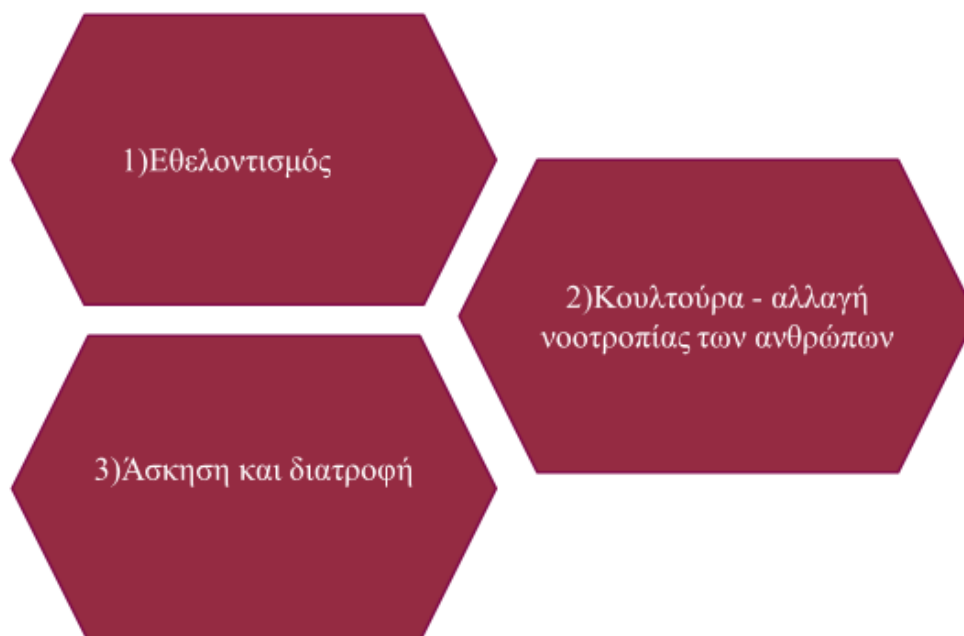 1)Εθελοντισμός
2)Κουλτούρα - αλλαγή
νοοτροπίας των ανθρώπων
3)Άσκηση και διατροφή